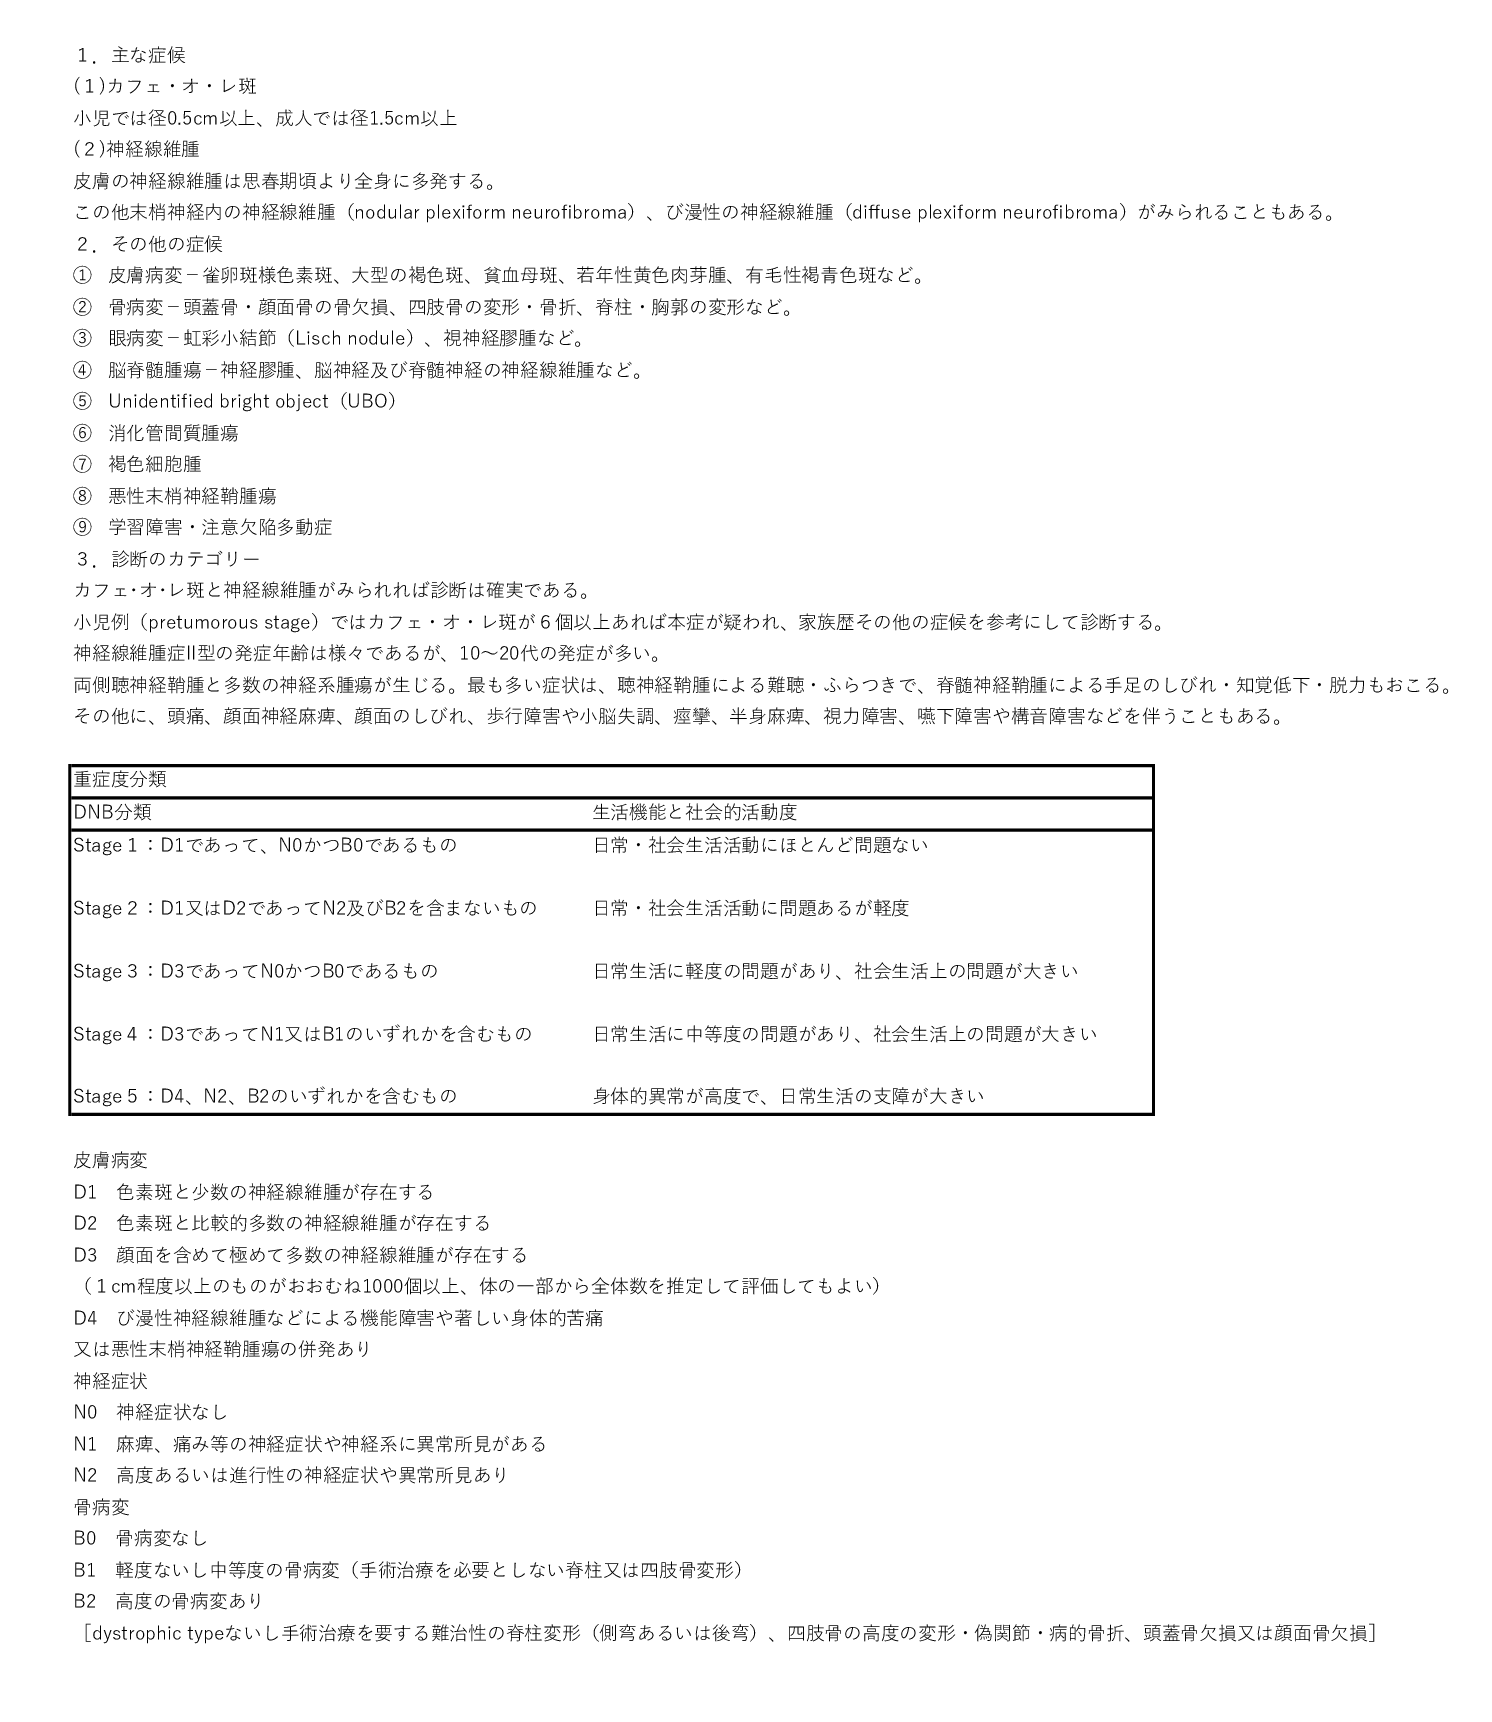 １．主な症候
(１)カフェ・オ・レ斑
小児では径0.5cm以上、成人では径1.5cm以上
(２)神経線維腫
皮膚の神経線維腫は思春期頃より全身に多発する。
この他末梢神経内の神経線維腫（nodular plexiform neurofibroma）、び漫性の神経線維腫（diffuse plexiform neurofibroma）がみられることもある。
２．その他の症候
① 皮膚病変－雀卵斑様色素斑、大型の褐色斑、貧血母斑、若年性黄色肉芽腫、有毛性褐青色斑など。
② 骨病変－頭蓋骨・顔面骨の骨欠損、四肢骨の変形・骨折、脊柱・胸郭の変形など。
③ 眼病変－虹彩小結節（Lisch nodule）、視神経膠腫など。
④ 脳脊髄腫瘍－神経膠腫、脳神経及び脊髄神経の神経線維腫など。
⑤ Unidentified bright object（UBO）
⑥ 消化管間質腫瘍
⑦ 褐色細胞腫
⑧ 悪性末梢神経鞘腫瘍
⑨ 学習障害・注意欠陥多動症
３．診断のカテゴリー
カフェ･オ･レ斑と神経線維腫がみられれば診断は確実である。
小児例（pretumorous stage）ではカフェ・オ・レ斑が６個以上あれば本症が疑われ、家族歴その他の症候を参考にして診断する。
神経線維腫症II型の発症年齢は様々であるが、10～20代の発症が多い。
両側聴神経鞘腫と多数の神経系腫瘍が生じる。最も多い症状は、聴神経鞘腫による難聴・ふらつきで、脊髄神経鞘腫による手足のしびれ・知覚低下・脱力もおこる。
その他に、頭痛、顔面神経麻痺、顔面のしびれ、歩行障害や小脳失調、痙攣、半身麻痺、視力障害、嚥下障害や構音障害などを伴うこともある。
重症度分類
DNB分類 生活機能と社会的活動度
Stage１：D1であって、N0かつB0であるもの 日常・社会生活活動にほとんど問題ない
Stage２：D1又はD2であってN2及びB2を含まないもの 日常・社会生活活動に問題あるが軽度
Stage３：D3であってN0かつB0であるもの 日常生活に軽度の問題があり、社会生活上の問題が大きい
Stage４：D3であってN1又はB1のいずれかを含むもの 日常生活に中等度の問題があり、社会生活上の問題が大きい
Stage５：D4、N2、B2のいずれかを含むもの 身体的異常が高度で、日常生活の支障が大きい
皮膚病変
D1 色素斑と少数の神経線維腫が存在する
D2 色素斑と比較的多数の神経線維腫が存在する
D3 顔面を含めて極めて多数の神経線維腫が存在する
（１cm程度以上のものがおおむね1000個以上、体の一部から全体数を推定して評価してもよい）
D4 び漫性神経線維腫などによる機能障害や著しい身体的苦痛
又は悪性末梢神経鞘腫瘍の併発あり
神経症状
N0 神経症状なし
N1 麻痺、痛み等の神経症状や神経系に異常所見がある
N2 高度あるいは進行性の神経症状や異常所見あり
骨病変
B0 骨病変なし
B1 軽度ないし中等度の骨病変（手術治療を必要としない脊柱又は四肢骨変形）
B2 高度の骨病変あり
［dystrophic typeないし手術治療を要する難治性の脊柱変形（側弯あるいは後弯）、四肢骨の高度の変形・偽関節・病的骨折、頭蓋骨欠損又は顔面骨欠損］